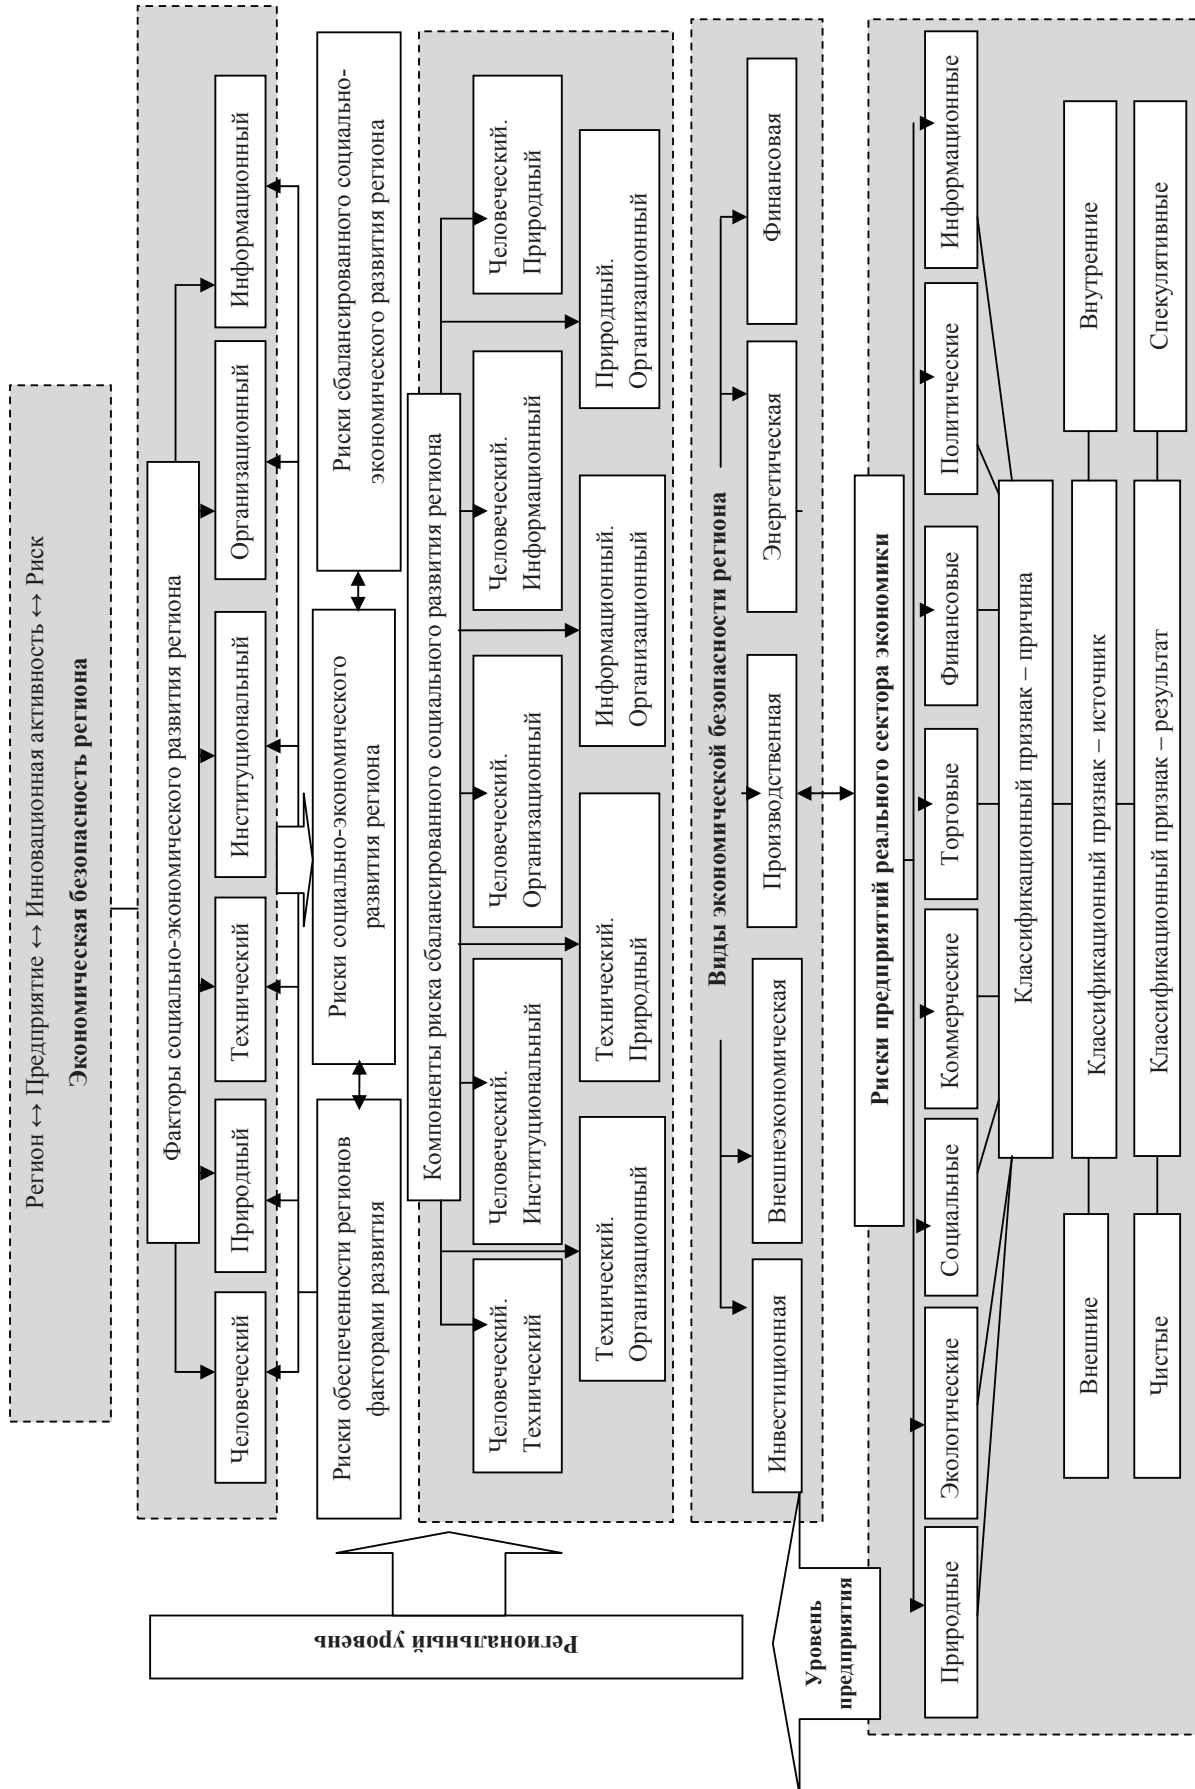 Регион ↔ Предприятие ↔ Инновационная активность ↔ Риск
Экономическая безопасность региона
Факторы социально-экономического развития региона
Человеческий
Природный
Технический
Институциональный
Организационный
Информационный
Риски обеспеченности регионов
факторами развития
Риски социально-экономического
развития региона
Риски сбалансированного социально-
экономического развития региона
Региональный уровень
Компоненты риска сбалансированного социального развития региона
Человеческий.
Технический
Человеческий.
Институциональный
Человеческий.
Организационный
Человеческий.
Информационный
Человеческий.
Природный
Технический.
Организационный
Технический.
Природный
Информационный.
Организационный
Природный.
Организационный
Виды экономической безопасности региона
Инвестиционная
Внешнеэкономическая
Производственная
Энергетическая
Финансовая
Уровень
предприятия
Риски предприятий реального сектора экономики
Природные
Экологические
Социальные
Коммерческие
Торговые
Финансовые
Политические
Информационные
Классификационный признак – причина
Внешние
Классификационный признак – источник
Внутренние
Чистые
Классификационный признак – результат
Спекулятивные